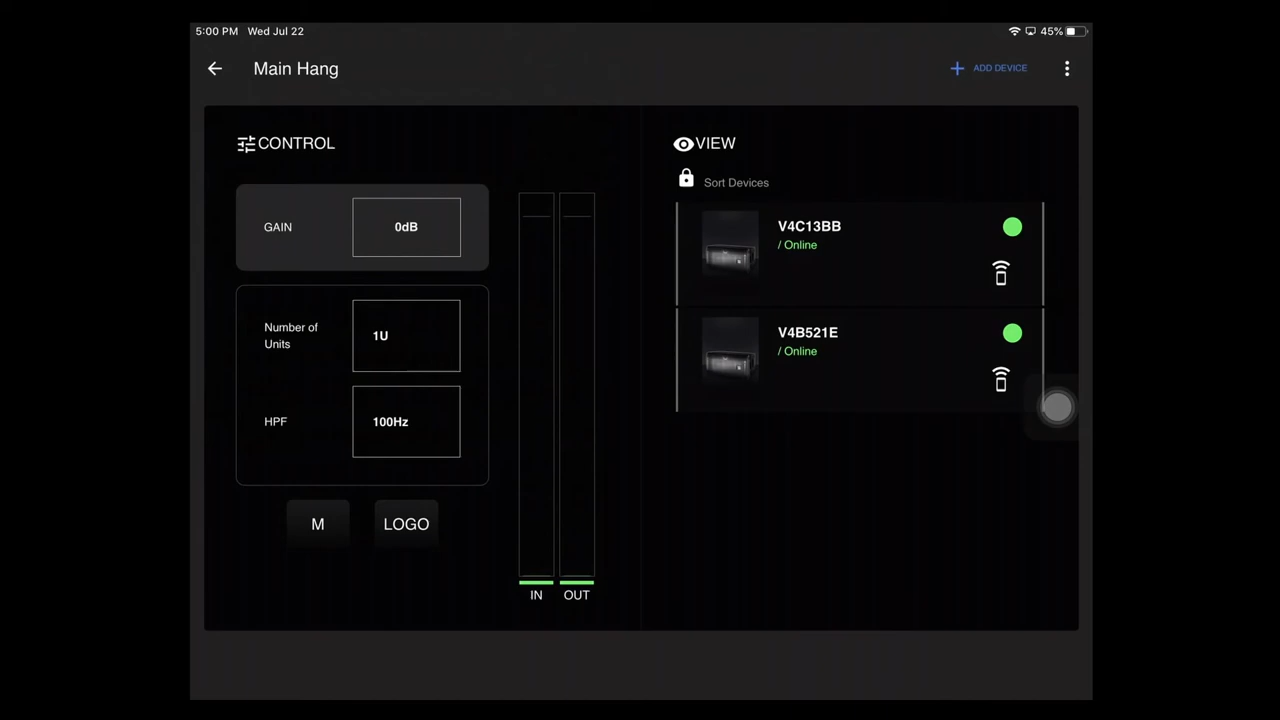 5:00 PM Wed Jul 22
45%
Main Hang
ADD DEVICE
CONTROL
GAIN
0dB
Number of
Units
1U
HPF
100Hz
M
LOGO
IN
OUT
VIEW
Sort Devices
V4C13BB
/ Online
V4B521E
/ Online